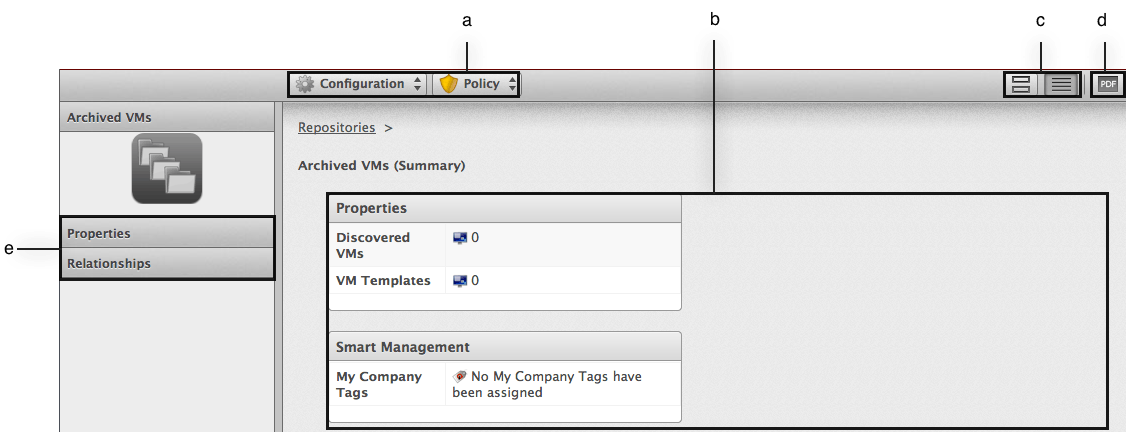 a
b
c
d
Configuration
Policy
PDF
Archived VMs
Repositories >
Archived VMs (Summary)
Properties
Relationships
e
Properties
Discovered
VMs
0
VM Templates
0
Smart Management
My Company
Tags
No My Company Tags have
been assigned